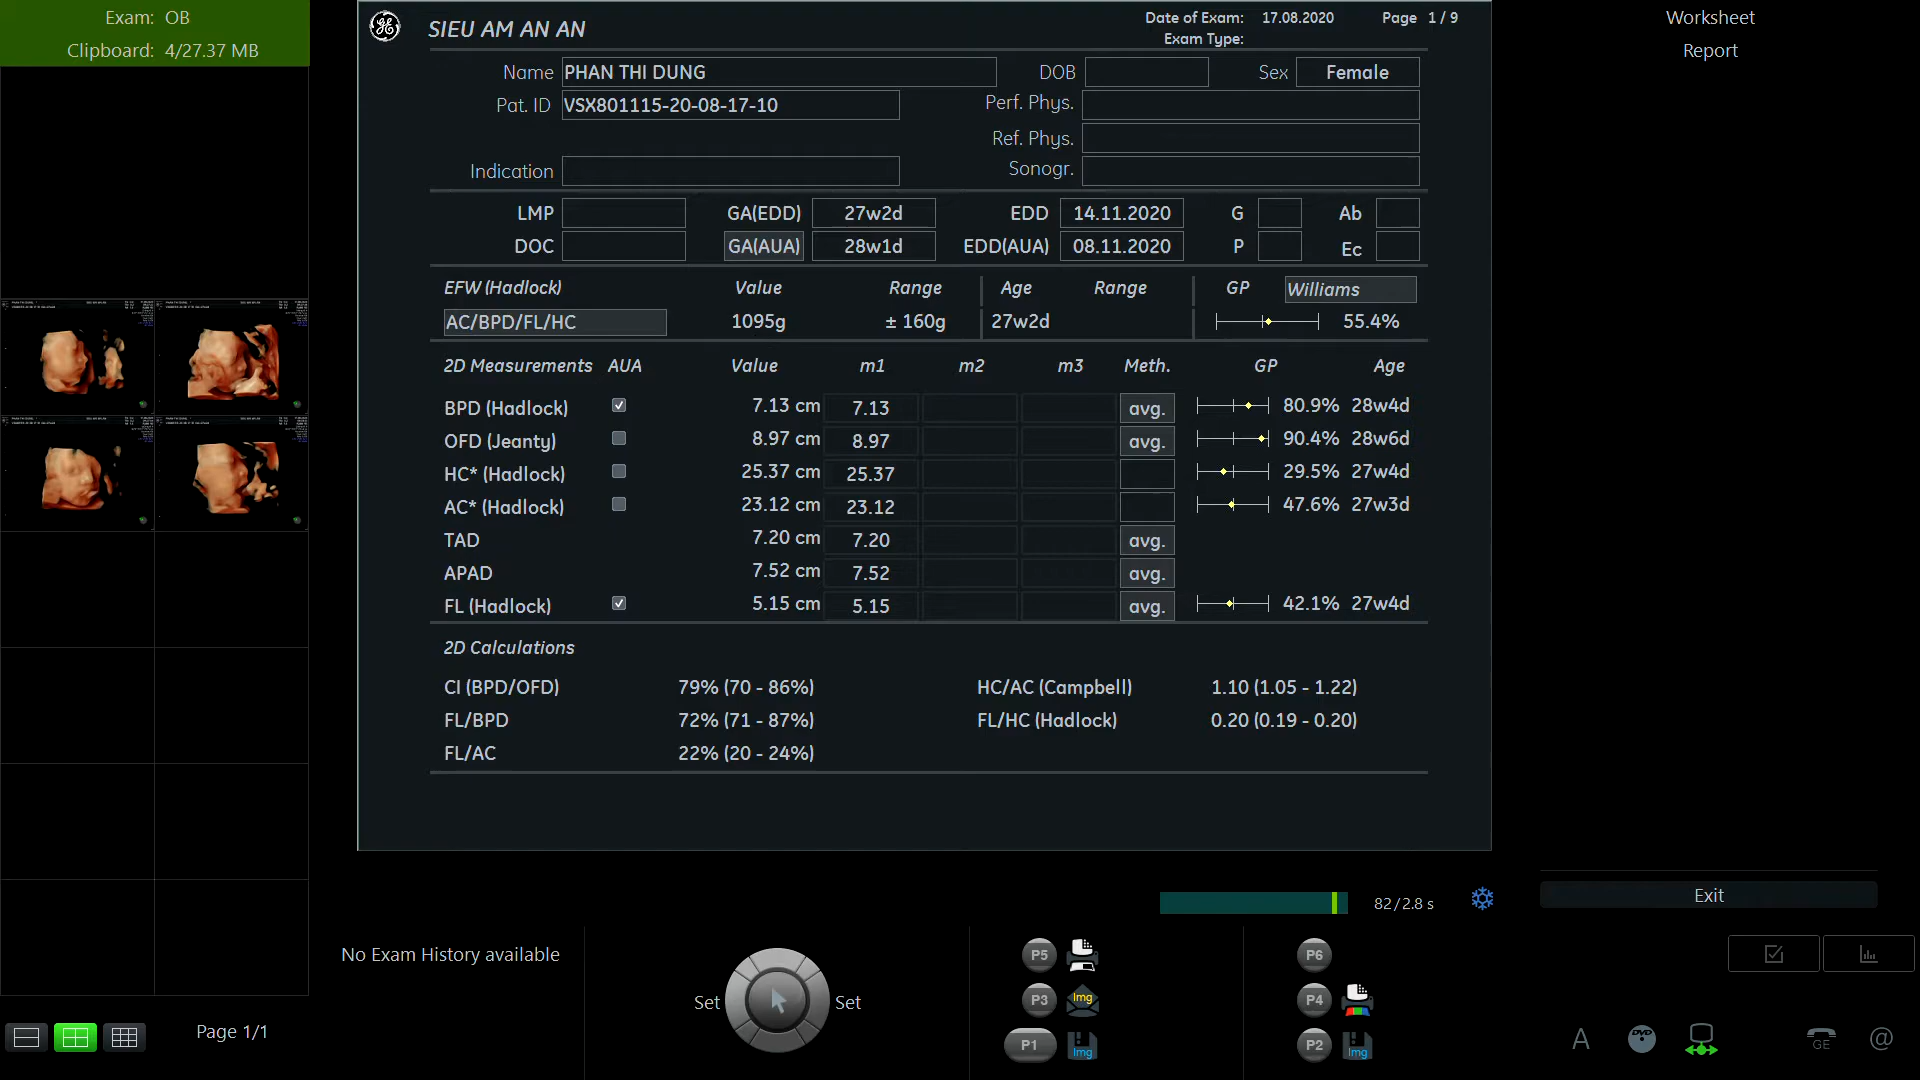 Exam: OB
Clipboard: 4/27.37 MB
SIEU AM AN AN
Date of Exam: 17.08.2020 Page 1 / 9
Exam Type:
Name PHAN THI DUNG DOB Sex Female
Pat. ID VSX801115-20-08-17-10 Perf. Phys.
Ref. Phys.
Indication Sonogr.
LMP GA(EDD) 27w2d EDD 14.11.2020 G Ab
DOC GA(AUA) 28w1d EDD(AUA) 08.11.2020 P Ec
EFW (Hadlock) Value Range Age Range GP Williams
AC/BPD/FL/HC 1095g ± 160g 27w2d 55.4%
2D Measurements AUA Value m1 m2 m3 Meth. GP Age
BPD (Hadlock) 7.13 cm 7.13 avg. 80.9% 28w4d
OFD (Jeanty) 8.97 cm 8.97 avg. 90.4% 28w6d
HC* (Hadlock) 25.37 cm 25.37 29.5% 27w4d
AC* (Hadlock) 23.12 cm 23.12 47.6% 27w3d
TAD 7.20 cm 7.20 avg.
APAD 7.52 cm 7.52 avg.
FL (Hadlock) 5.15 cm 5.15 avg. 42.1% 27w4d
2D Calculations
CI (BPD/OFD) 79% (70 - 86%) HC/AC (Campbell) 1.10 (1.05 - 1.22)
FL/BPD 72% (71 - 87%) FL/HC (Hadlock) 0.20 (0.19 - 0.20)
FL/AC 22% (20 - 24%)
Worksheet
Report
82/2.8 s
Exit
No Exam History available
Set Set
P5 P6
P3 Img P4
P1 Img P2 Img
Page 1/1
A DVD GE @